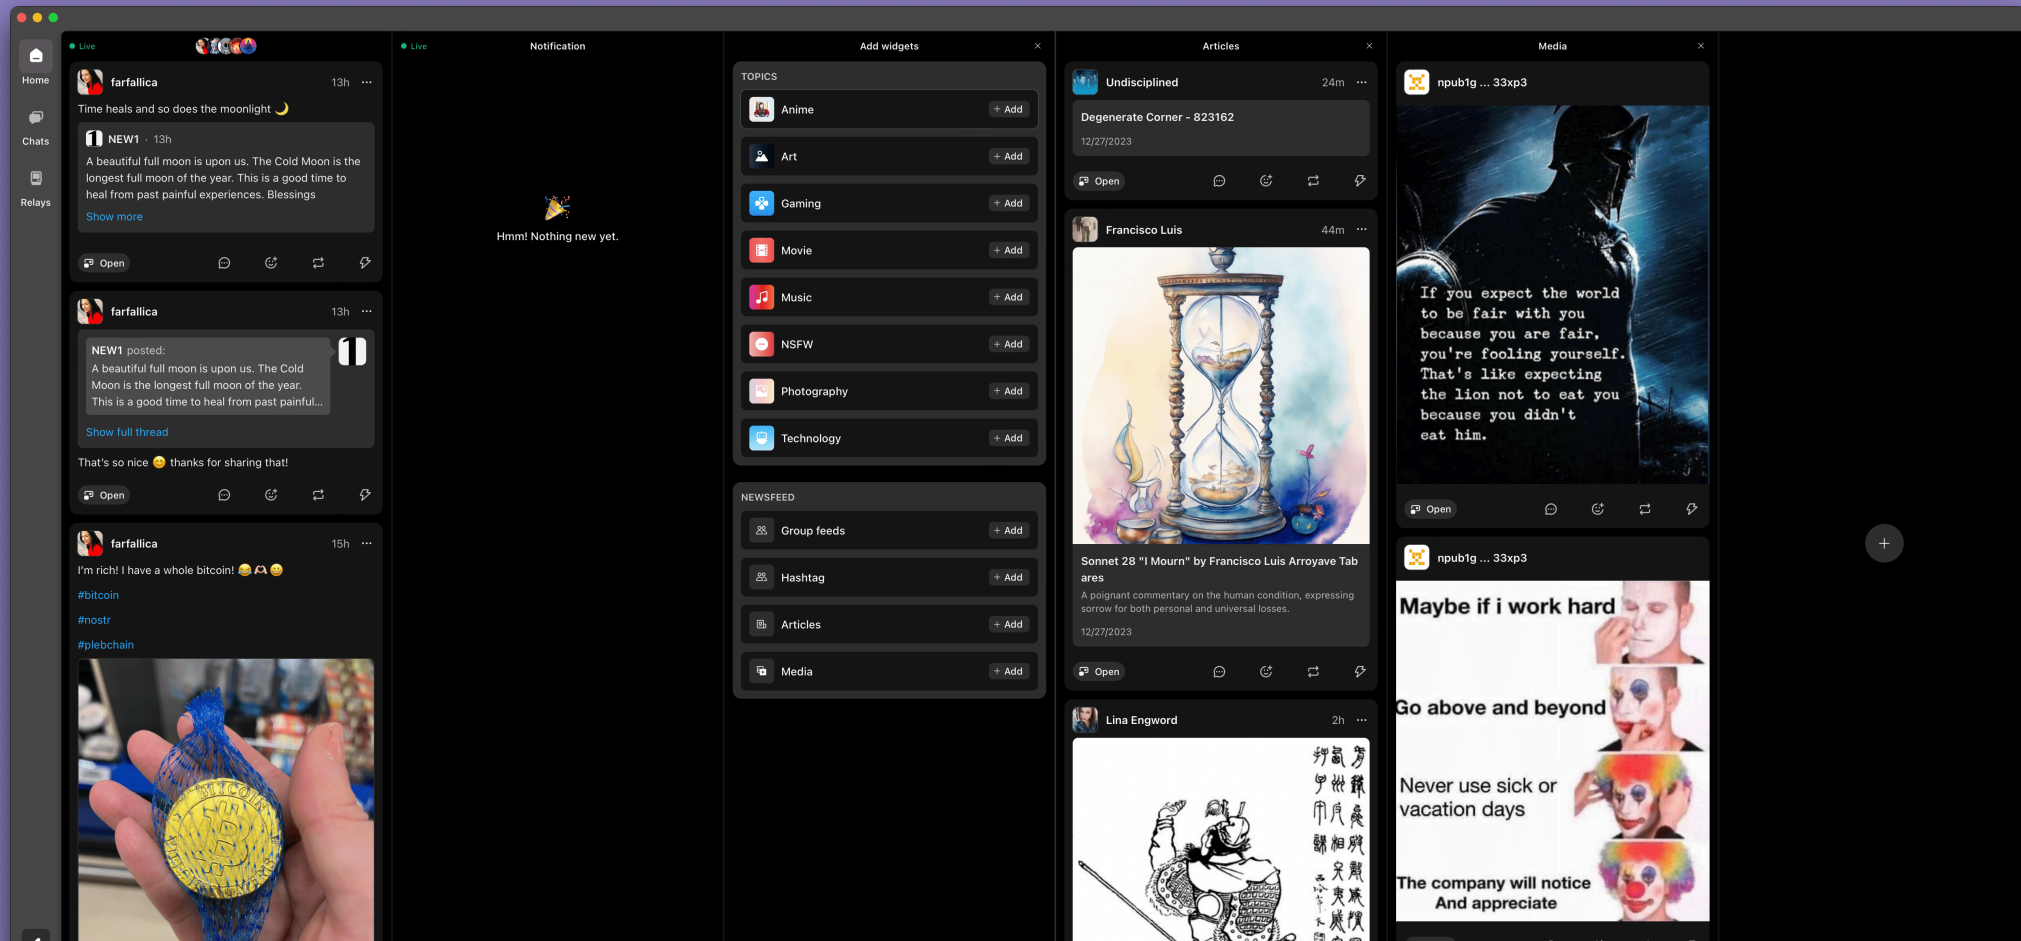 Home
Chats
Relays
Live
farfallica
13h
Time heals and so does the moonlight 🌙
NEW1 · 13h
A beautiful full moon is upon us. The Cold Moon is the
longest full moon of the year. This is a good time to
heal from past painful experiences. Blessings
Show more
Open
farfallica
13h
NEW1 posted:
A beautiful full moon is upon us. The Cold
Moon is the longest full moon of the year.
This is a good time to heal from past painful...
Show full thread
That's so nice 😊 thanks for sharing that!
Open
farfallica
15h
I'm rich! I have a whole bitcoin! 😂🫶😀
#bitcoin
#nostr
#plebchain
BITCOIN
Live
Notification
Hmm! Nothing new yet.
Add widgets
TOPICS
Anime
+ Add
Art
+ Add
Gaming
+ Add
Movie
+ Add
Music
+ Add
NSFW
+ Add
Photography
+ Add
Technology
+ Add
NEWSFEED
Group feeds
+ Add
Hashtag
+ Add
Articles
+ Add
Media
+ Add
Articles
Undisciplined
24m
Degenerate Corner - 823162
12/27/2023
Open
Francisco Luis
44m
Sonnet 28 "I Mourn" by Francisco Luis Arroyave Tab
ares
A poignant commentary on the human condition, expressing
sorrow for both personal and universal losses.
12/27/2023
Open
Lina Engword
2h
Media
npub1g ... 33xp3
If you expect the world
to be fair with you
because you are fair,
you're fooling yourself.
That's like expecting
the lion not to eat you
because you didn't
eat him.
Open
npub1g ... 33xp3
Maybe if i work hard
Go above and beyond
Never use sick or
vacation days
The company will notice
And appreciate